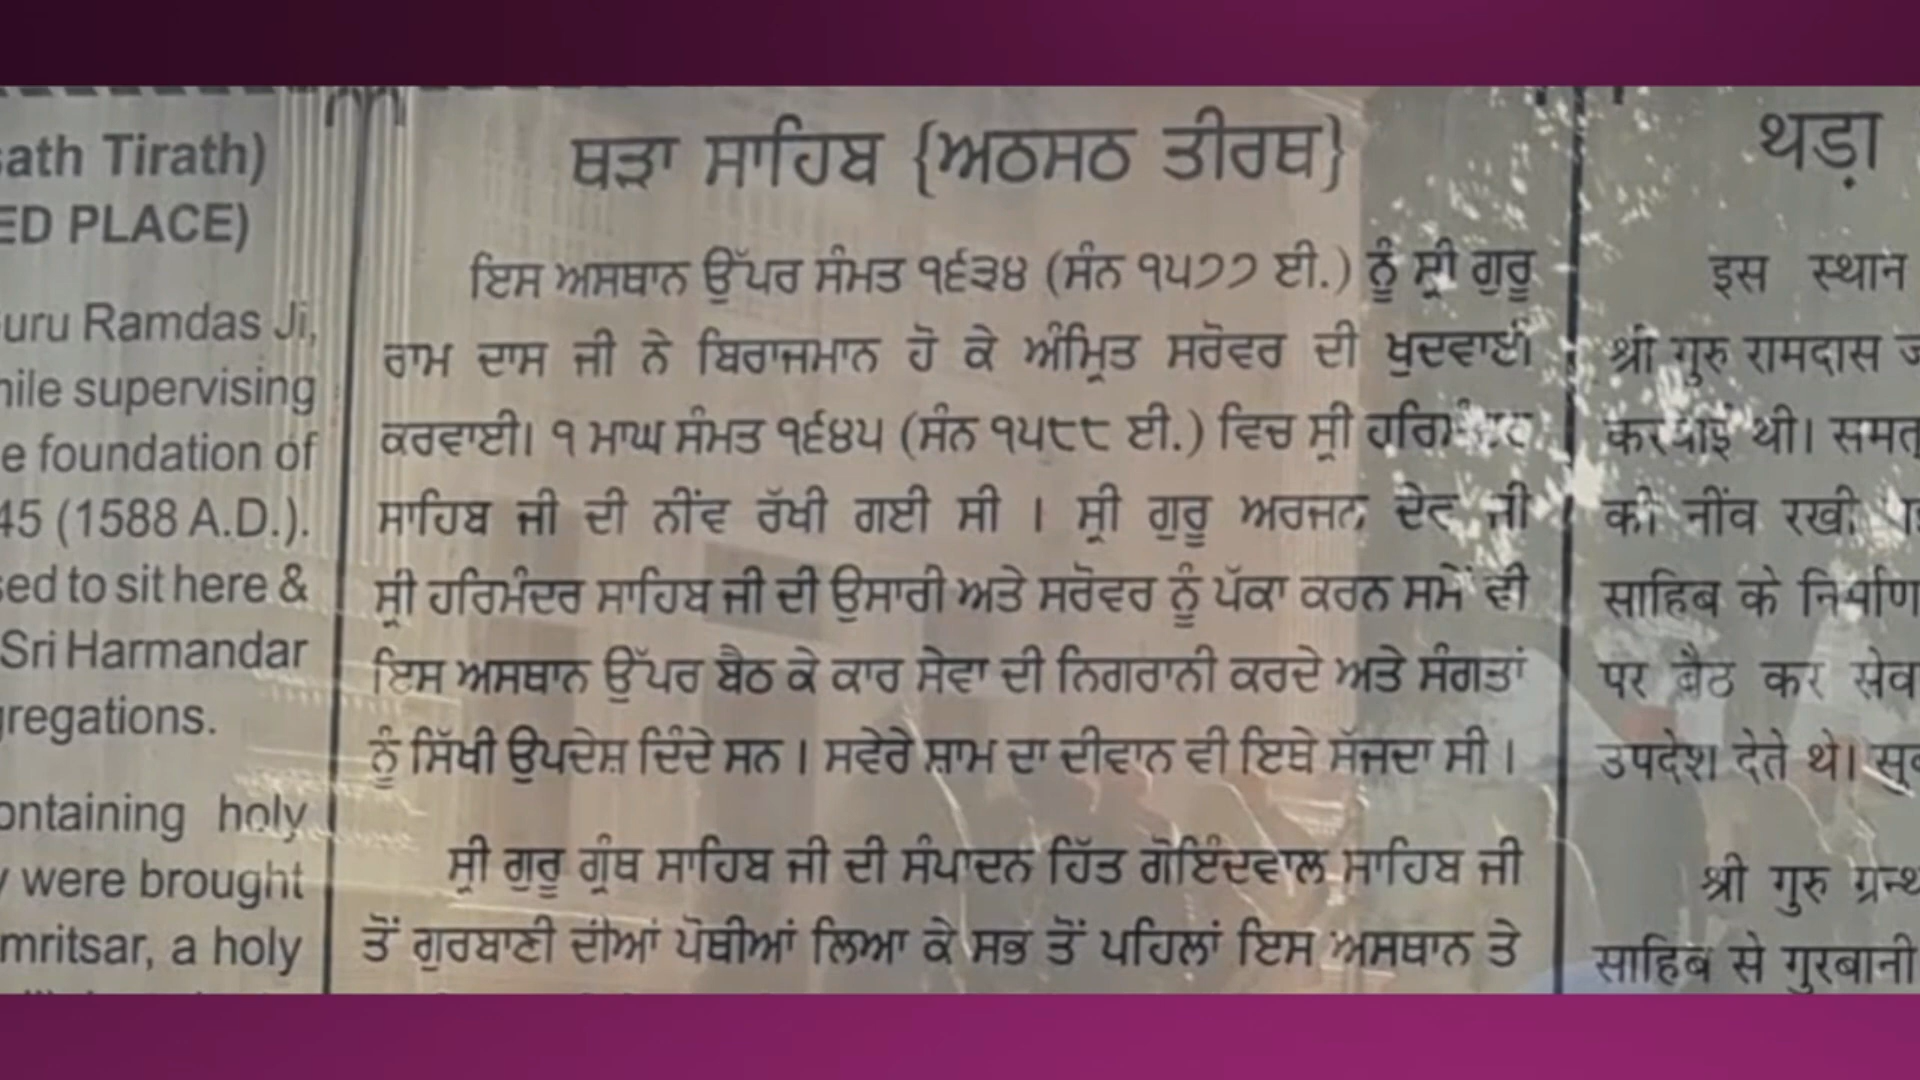 ath Tirath)
ED PLACE)
uru Ramdas Ji,
hile supervising
e foundation of
45 (1588 A.D.).
sed to sit here &
Sri Harmandar
gregations.
ontaining holy
y were brought
mritsar, a holy
ਥੜਾ ਸਾਹਿਬ {ਅਠਸਠ ਤੀਰਥ}
ਇਸ ਅਸਥਾਨ ਉੱਪਰ ਸੰਮਤ ੧੬੩੪ (ਸੰਨ ੧੫੭੭ ਈ.) ਨੂੰ ਸ੍ਰੀ ਗੁਰੂ
ਰਾਮ ਦਾਸ ਜੀ ਨੇ ਬਿਰਾਜਮਾਨ ਹੋ ਕੇ ਅੰਮ੍ਰਿਤ ਸਰੋਵਰ ਦੀ ਖੁਦਵਾਈ
ਕਰਵਾਈ। ੧ ਮਾਘ ਸੰਮਤ ੧੬੪੫ (ਸੰਨ ੧੫੮੮ ਈ.) ਵਿਚ ਸ੍ਰੀ ਹਰਿਮੰਦਰ
ਸਾਹਿਬ ਜੀ ਦੀ ਨੀਂਵ ਰੱਖੀ ਗਈ ਸੀ । ਸ੍ਰੀ ਗੁਰੂ ਅਰਜਨ ਦੇਵ ਜੀ
ਸ੍ਰੀ ਹਰਿਮੰਦਰ ਸਾਹਿਬ ਜੀ ਦੀ ਉਸਾਰੀ ਅਤੇ ਸਰੋਵਰ ਨੂੰ ਪੱਕਾ ਕਰਨ ਸਮੇਂ ਵੀ
ਇਸ ਅਸਥਾਨ ਉੱਪਰ ਬੈਠ ਕੇ ਕਾਰ ਸੇਵਾ ਦੀ ਨਿਗਰਾਨੀ ਕਰਦੇ ਅਤੇ ਸੰਗਤਾਂ
ਨੂੰ ਸਿੱਖੀ ਉਪਦੇਸ਼ ਦਿੰਦੇ ਸਨ । ਸਵੇਰੇ ਸ਼ਾਮ ਦਾ ਦੀਵਾਨ ਵੀ ਇਥੇ ਸੱਜਦਾ ਸੀ ।
ਸ੍ਰੀ ਗੁਰੂ ਗ੍ਰੰਥ ਸਾਹਿਬ ਜੀ ਦੀ ਸੰਪਾਦਨ ਹਿੱਤ ਗੋਇੰਦਵਾਲ ਸਾਹਿਬ ਜੀ
ਤੋਂ ਗੁਰਬਾਣੀ ਦੀਆਂ ਪੋਥੀਆਂ ਲਿਆ ਕੇ ਸਭ ਤੋਂ ਪਹਿਲਾਂ ਇਸ ਅਸਥਾਨ ਤੇ
थड़ा
इस स्थान
श्री गुरु रामदास ज
करवाई थी। समत
की नींव रखी
साहिब के निर्माण
पर बैठ कर सेव
उपदेश देते थे। सु
श्री गुरु ग्रन्थ
साहिब से गुरबानी